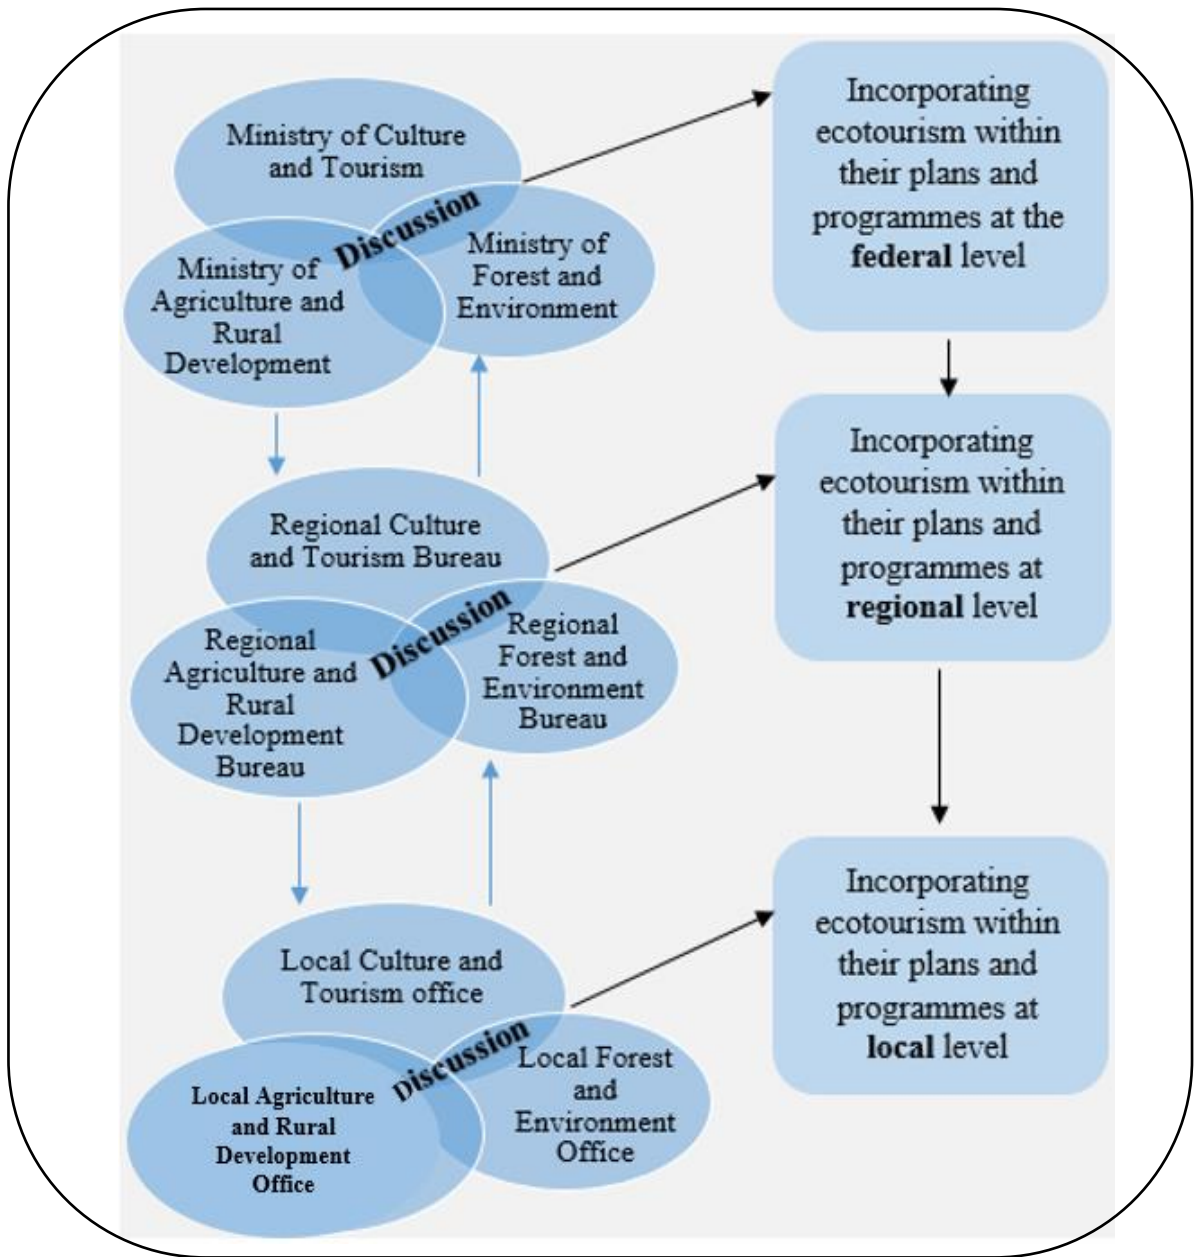 Ministry of Culture
and Tourism
Discussion
Ministry of
Agriculture and
Rural
Development
Ministry of
Forest and
Environment
Incorporating
ecotourism within
their plans and
programmes at the
federal level
Regional Culture
and Tourism Bureau
Discussion
Regional
Agriculture and
Rural
Development
Bureau
Regional
Forest and
Environment
Bureau
Incorporating
ecotourism within
their plans and
programmes at
regional level
Local Culture and
Tourism office
Discussion
Local Agriculture
and Rural
Development
Office
Local Forest
and
Environment
Office
Incorporating
ecotourism within
their plans and
programmes at
local level